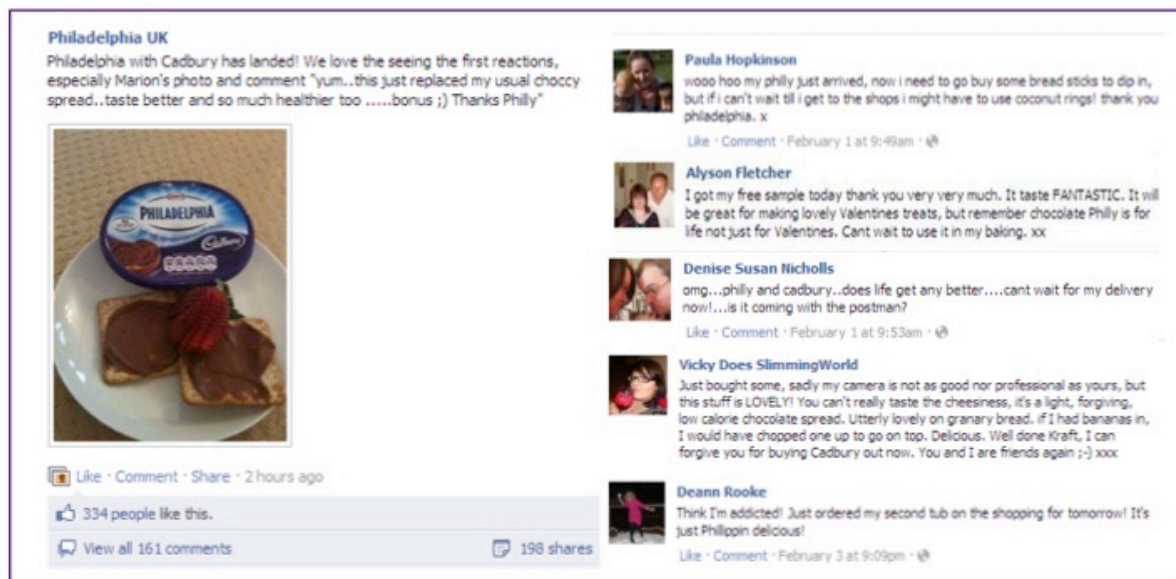 Philadelphia UK
Philadelphia with Cadbury has landed! We love the seeing the first reactions,
especially Marion's photo and comment "yum..this just replaced my usual choccy
spread..taste better and so much healthier too .....bonus ;) Thanks Philly"
PHILADELPHIA
Cadbury
Like · Comment · Share · 2 hours ago
334 people like this.
View all 161 comments
198 shares
Paula Hopkinson
wooo hoo my philly just arrived, now i need to go buy some bread sticks to dip in,
but if i can't wait till i get to the shops i might have to use coconut rings! thank you
philadelphia. x
Like · Comment · February 1 at 9:49am ·
Alyson Fletcher
I got my free sample today thank you very very much. It taste FANTASTIC. It will
be great for making lovely Valentines treats, but remember chocolate Philly is for
life not just for Valentines. Cant wait to use it in my baking. xx
Denise Susan Nicholls
omg...philly and cadbury..does life get any better....cant wait for my delivery
now!...is it coming with the postman?
Like · Comment · February 1 at 9:53am ·
Vicky Does SlimmingWorld
Just bought some, sadly my camera is not as good nor professional as yours, but
this stuff is LOVELY! You can't really taste the cheesiness, it's a light, forgiving,
low calorie chocolate spread. Utterly lovely on granary bread. if I had bananas in,
I would have chopped one up to go on top. Delicious. Well done Kraft, I can
forgive you for buying Cadbury out now. You and I are friends again ;-) xxx
Deann Rooke
Think I'm addicted! Just ordered my second tub on the shopping for tomorrow! It's
just Phillippin delicious!
Like · Comment · February 3 at 9:09pm ·